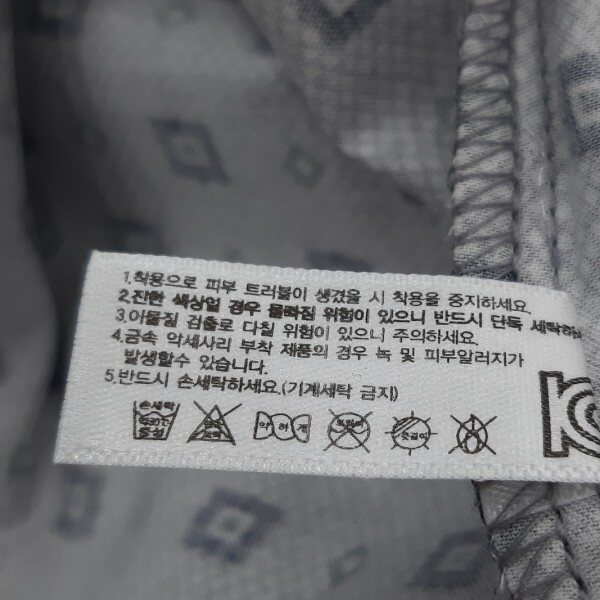 1.착용으로 피부 트러블이 생겼을 시 착용을 중지하세요.
2.진한 색상일 경우 물빠짐 위험이 있으니 반드시 단독 세탁하
3.이물질 검출로 다칠 위험이 있으니 주의하세요.
4.금속 악세사리 부착 제품의 경우 녹 및 피부알러지가
발생할수 있습니다.
5.반드시 손세탁하세요.(기계세탁 금지)
손세탁 약하게
중성